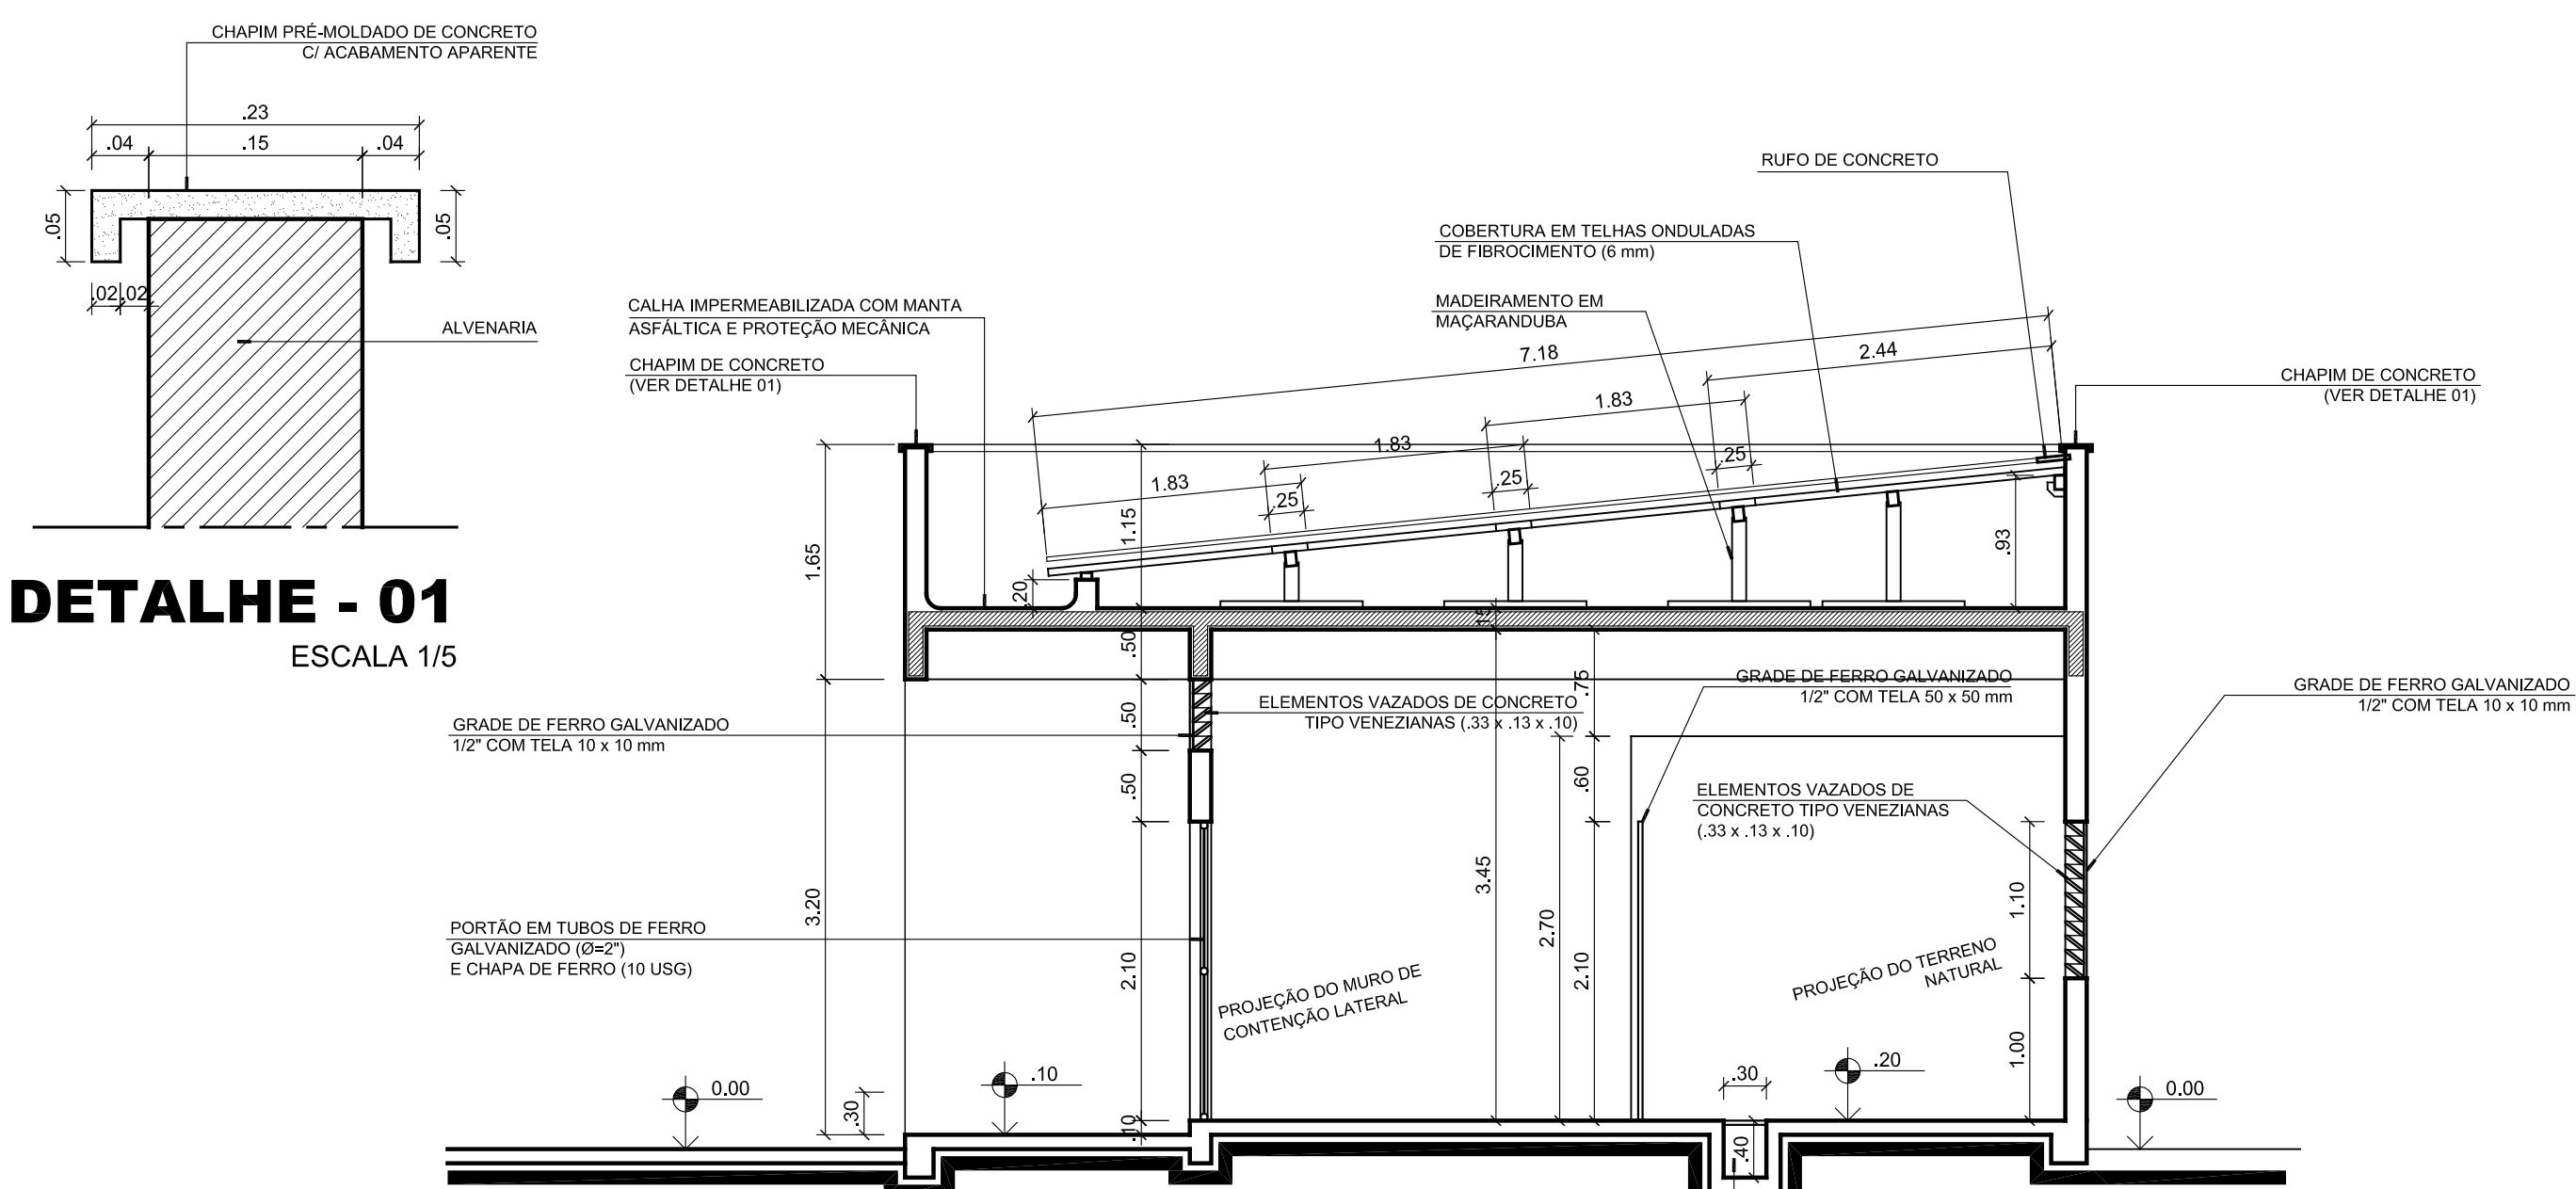 CHAPIM PRÉ-MOLDADO DE CONCRETO
C/ ACABAMENTO APARENTE
.23
.04
.15
.04
.05
.05
.02
.02
ALVENARIA
DETALHE - 01
ESCALA 1/5
RUFO DE CONCRETO
COBERTURA EM TELHAS ONDULADAS
DE FIBROCIMENTO (6 mm)
MADEIRAMENTO EM
MAÇARANDUBA
CALHA IMPERMEABILIZADA COM MANTA
ASFÁLTICA E PROTEÇÃO MECÂNICA
CHAPIM DE CONCRETO
(VER DETALHE 01)
CHAPIM DE CONCRETO
(VER DETALHE 01)
7.18
2.44
1.83
1.83
1.83
.25
.25
.25
1.65
1.15
.20
.93
.15
.50
.75
GRADE DE FERRO GALVANIZADO
1/2" COM TELA 50 x 50 mm
GRADE DE FERRO GALVANIZADO
1/2" COM TELA 10 x 10 mm
ELEMENTOS VAZADOS DE CONCRETO
TIPO VENEZIANAS (.33 x .13 x .10)
GRADE DE FERRO GALVANIZADO
1/2" COM TELA 10 x 10 mm
.50
.50
.60
ELEMENTOS VAZADOS DE
CONCRETO TIPO VENEZIANAS
(.33 x .13 x .10)
3.20
3.45
2.70
2.10
2.10
1.10
1.00
PORTÃO EM TUBOS DE FERRO
GALVANIZADO (Ø=2")
E CHAPA DE FERRO (10 USG)
PROJEÇÃO DO MURO DE
CONTENÇÃO LATERAL
PROJEÇÃO DO TERRENO
NATURAL
0.00
.30
.10
.10
.30
.40
.20
0.00